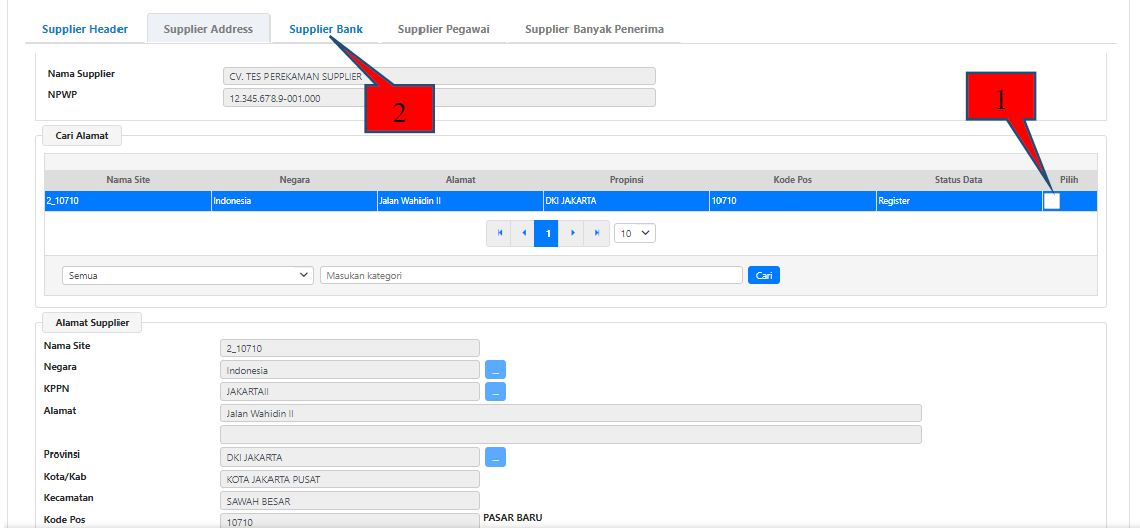 Supplier Header Supplier Address Supplier Bank Supplier Pegawai Supplier Banyak Penerima
Nama Supplier CV. TES PEREKAMAN SUPPLIER
NPWP 12.345.678.9-001.000
2
1
Cari Alamat
Nama Site Negara Alamat Propinsi Kode Pos Status Data Pilih
2_10710 Indonesia Jalan Wahidin II DKI JAKARTA 10710 Register
1 10
Semua Masukan kategori Cari
Alamat Supplier
Nama Site 2_10710
Negara Indonesia ...
KPPN JAKARTAII ...
Alamat Jalan Wahidin II
Provinsi DKI JAKARTA ...
Kota/Kab KOTA JAKARTA PUSAT
Kecamatan SAWAH BESAR
Kode Pos 10710 PASAR BARU